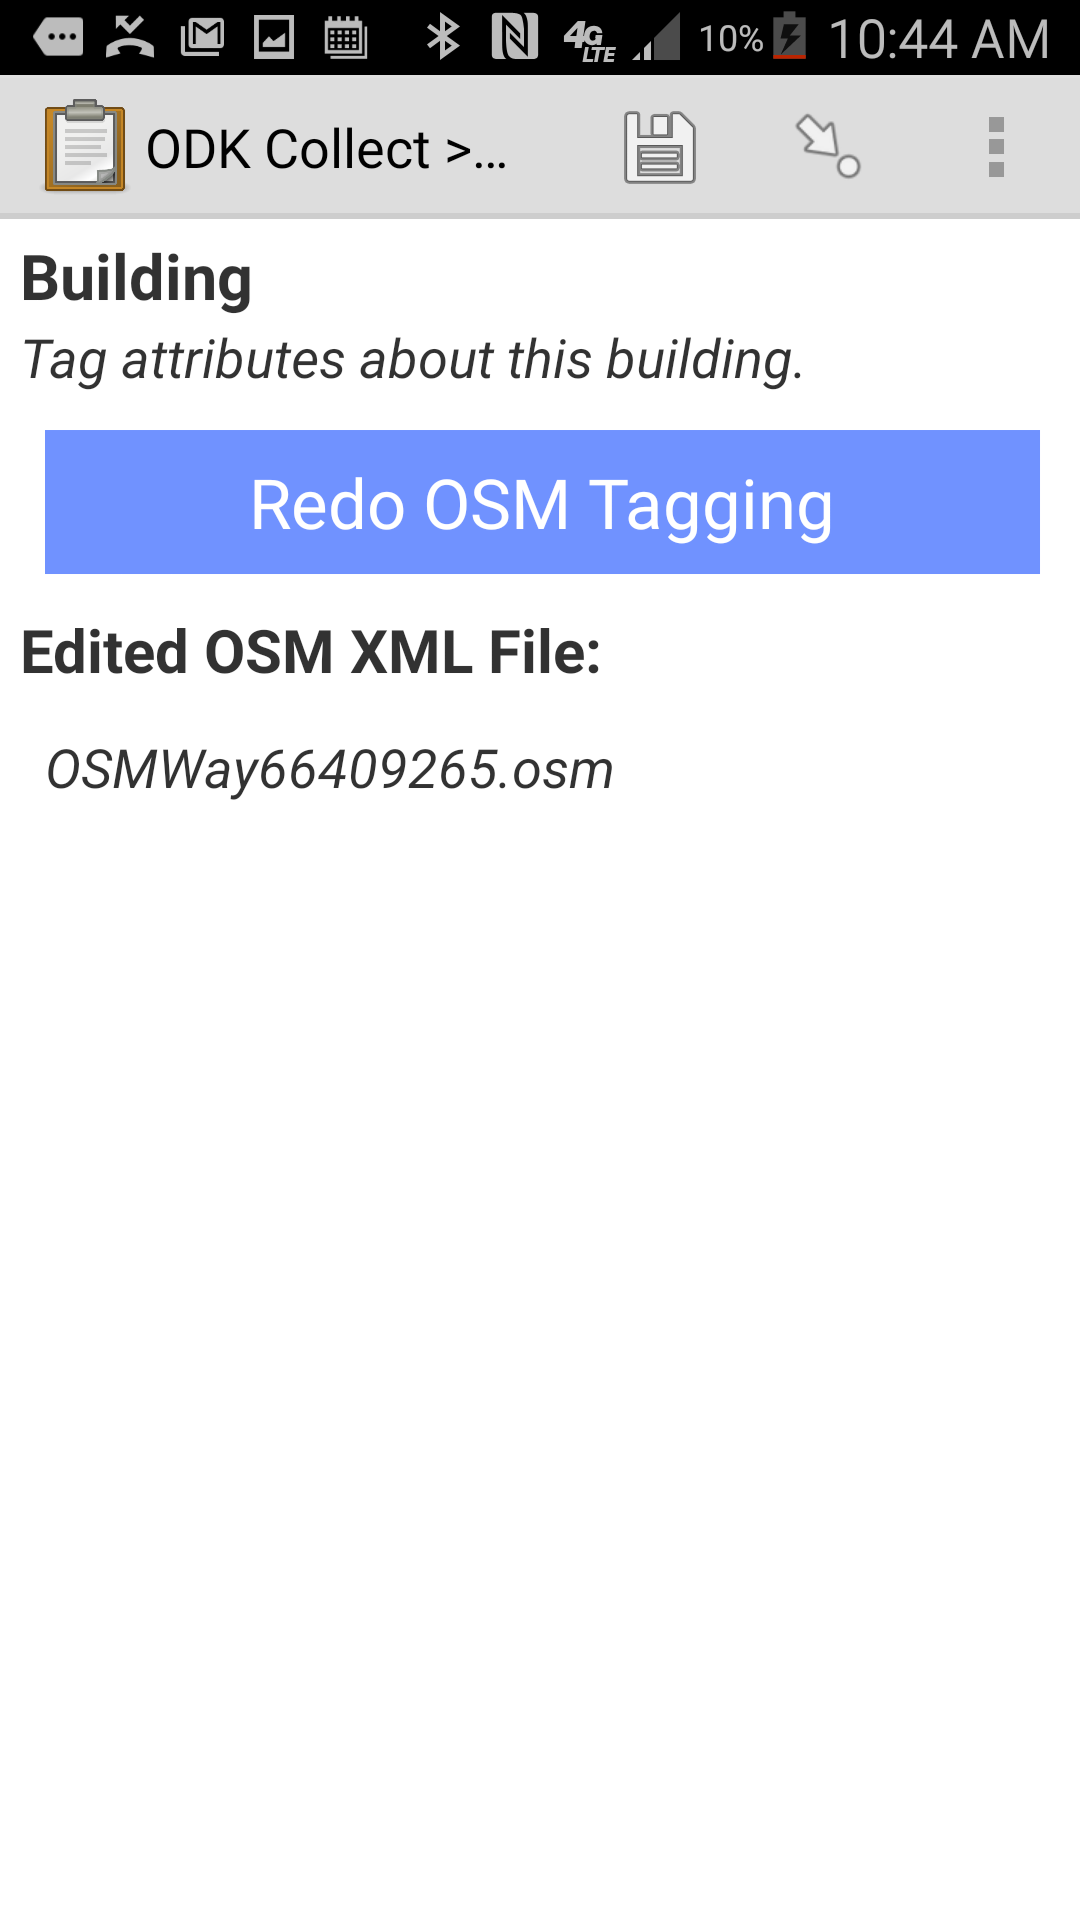 4G LTE 10% 10:44 AM
ODK Collect >...
Building
Tag attributes about this building.
Redo OSM Tagging
Edited OSM XML File:
OSMWay66409265.osm